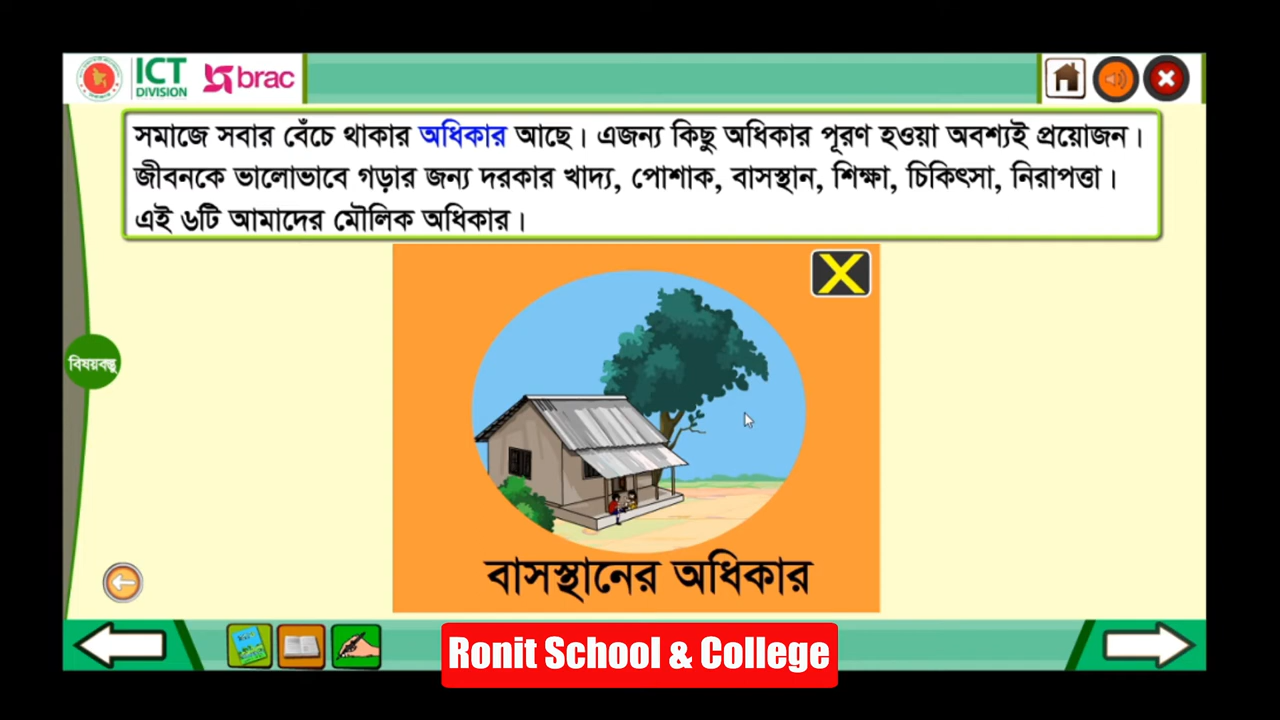 ICT
DIVISION
brac
সমাজে সবার বেঁচে থাকার অধিকার আছে। এজন্য কিছু অধিকার পূরণ হওয়া অবশ্যই প্রয়োজন।
জীবনকে ভালোভাবে গড়ার জন্য দরকার খাদ্য, পোশাক, বাসস্থান, শিক্ষা, চিকিৎসা, নিরাপত্তা।
এই ৬টি আমাদের মৌলিক অধিকার।
X
বিষয়বস্তু
বাসস্থানের অধিকার
Ronit School & College